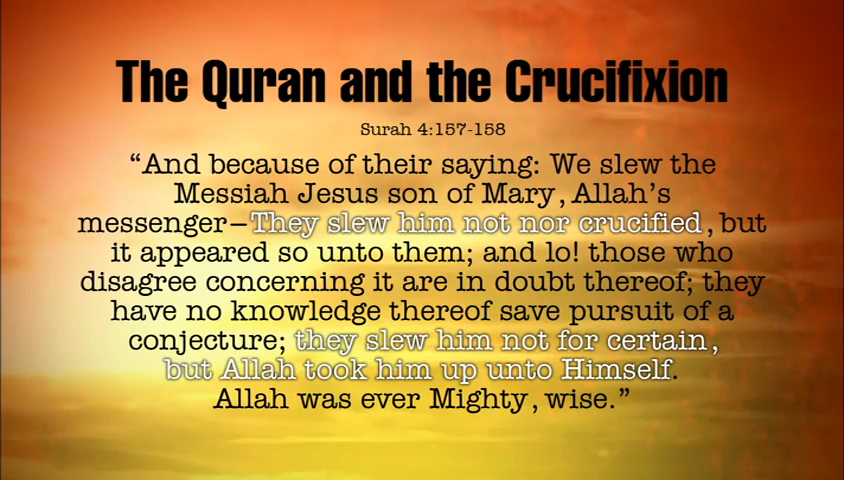 The Quran and the Crucifixion
Surah 4:157-158
“And because of their saying: We slew the
Messiah Jesus son of Mary, Allah’s
messenger–They slew him not nor crucified, but
it appeared so unto them; and lo! those who
disagree concerning it are in doubt thereof; they
have no knowledge thereof save pursuit of a
conjecture; they slew him not for certain,
but Allah took him up unto Himself.
Allah was ever Mighty, wise.”